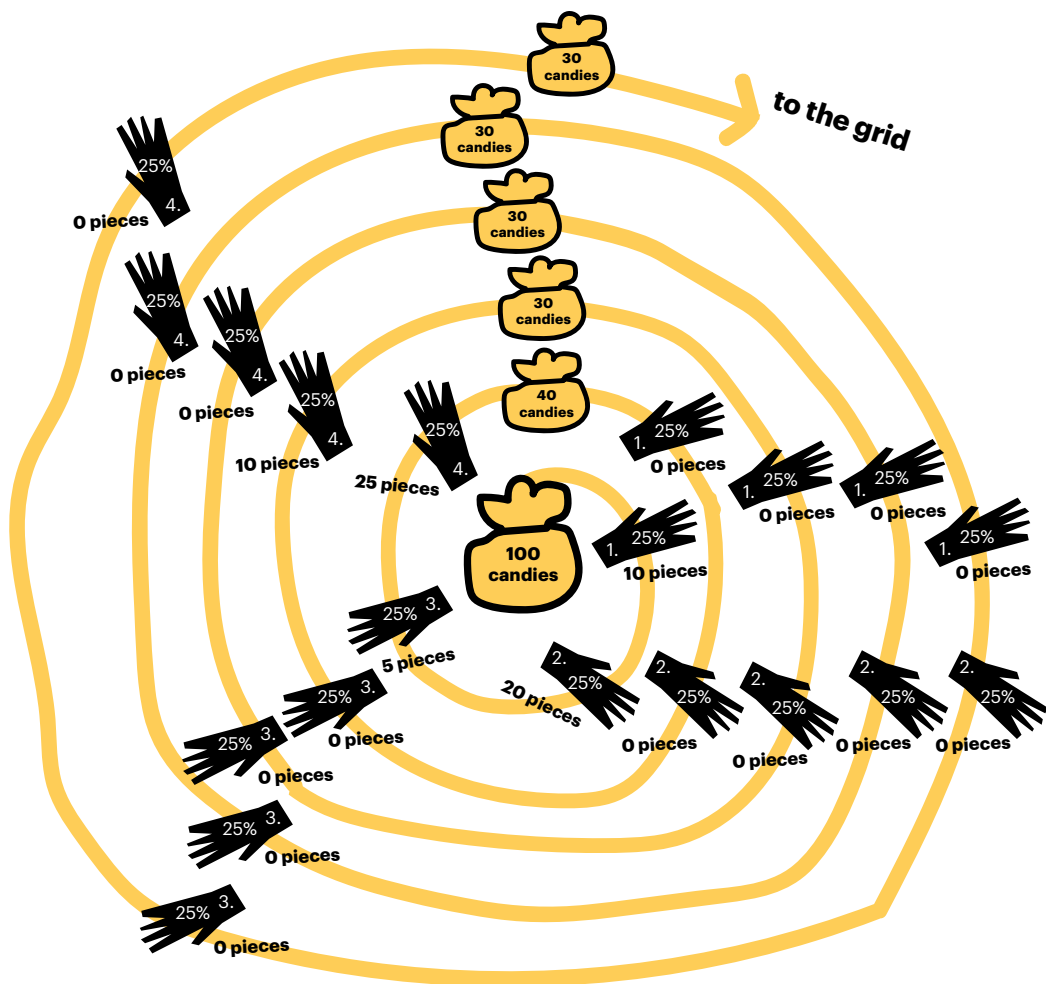 30
candies
to the grid
30
candies
25%
4.
0 pieces
30
candies
25%
4.
0 pieces
25%
4.
0 pieces
30
candies
25%
4.
10 pieces
40
candies
25%
4.
25 pieces
1.
25%
0 pieces
1.
25%
0 pieces
1.
25%
0 pieces
1.
25%
0 pieces
100
candies
1.
25%
10 pieces
25%
3.
5 pieces
2.
25%
20 pieces
2.
25%
0 pieces
2.
25%
0 pieces
2.
25%
0 pieces
2.
25%
0 pieces
25%
3.
0 pieces
25%
3.
0 pieces
25%
3.
0 pieces
25%
3.
0 pieces